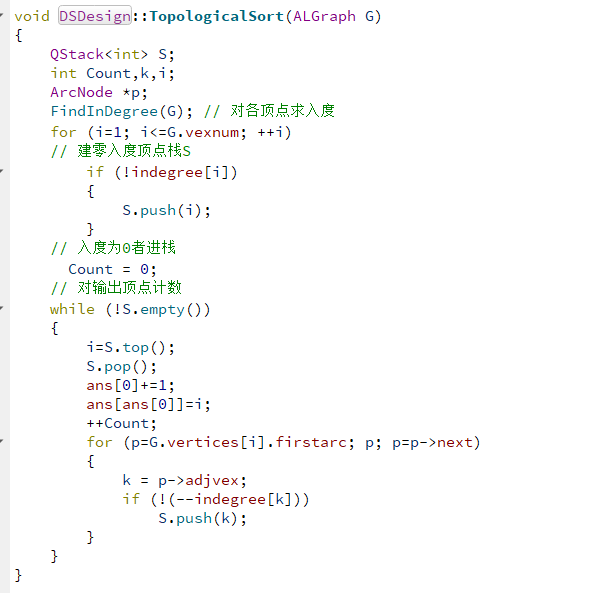 void DSDesign::TopologicalSort(ALGraph G)
{
    QStack<int> S;
    int Count,k,i;
    ArcNode *p;
    FindInDegree(G); // 对各顶点求入度
    for (i=1; i<=G.vexnum; ++i)
    // 建零入度顶点栈S
        if (!indegree[i])
        {
            S.push(i);
        }
    // 入度为0者进栈
      Count = 0;
    // 对输出顶点计数
    while (!S.empty())
    {
        i=S.top();
        S.pop();
        ans[0]+=1;
        ans[ans[0]]=i;
        ++Count;
        for (p=G.vertices[i].firstarc; p; p=p->next)
        {
            k = p->adjvex;
            if (!(--indegree[k]))
                S.push(k);
        }
    }
}